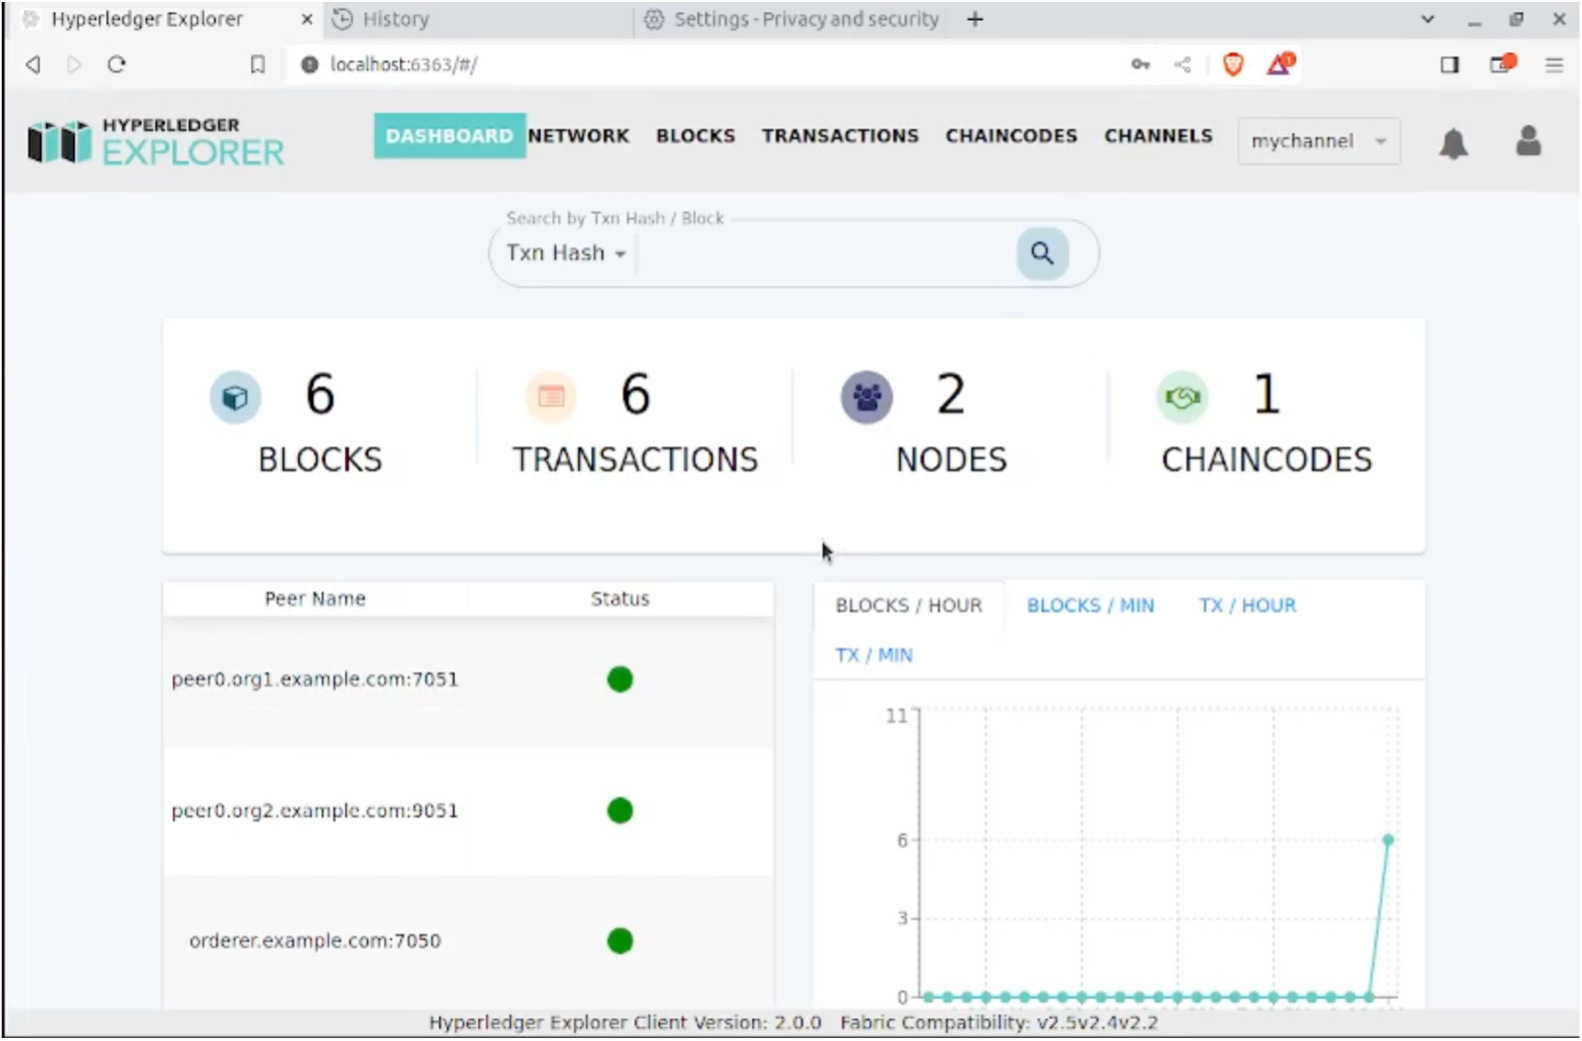 Hyperledger Explorer History Settings - Privacy and security
localhost:6363/#/
HYPERLEDGER
EXPLORER
DASHBOARD NETWORK BLOCKS TRANSACTIONS CHAINCODES CHANNELS mychannel
Search by Txn Hash / Block
Txn Hash
6 6 2 1
BLOCKS TRANSACTIONS NODES CHAINCODES
Peer Name Status
peer0.org1.example.com:7051
peer0.org2.example.com:9051
orderer.example.com:7050
BLOCKS / HOUR BLOCKS / MIN TX / HOUR
TX / MIN
11
6
3
0
Hyperledger Explorer Client Version: 2.0.0 Fabric Compatibility: v2.5v2.4v2.2